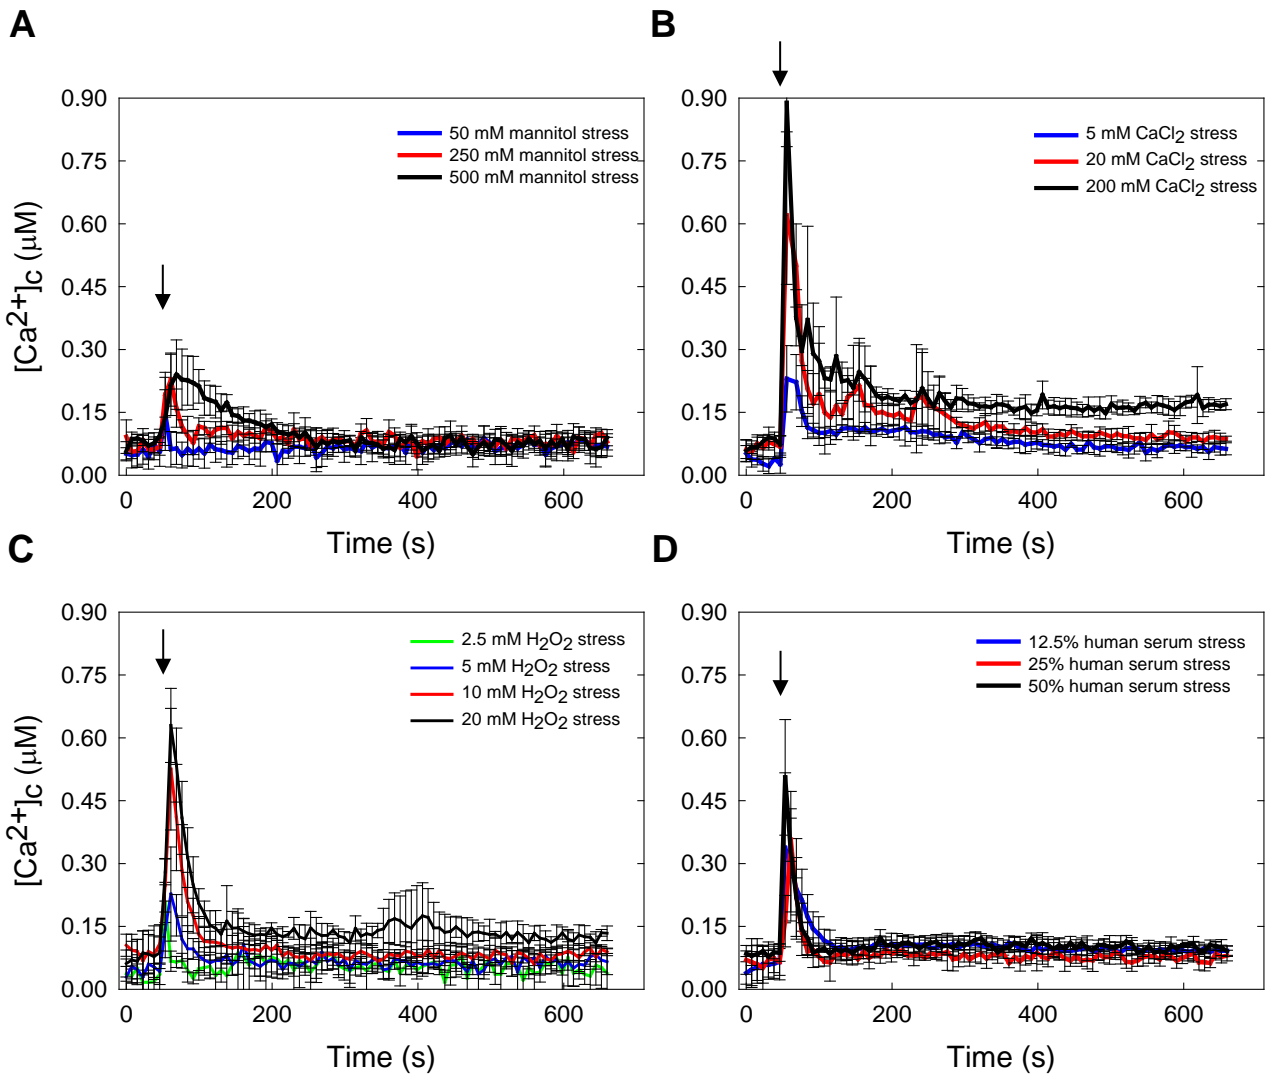 A
0.90
0.75
0.60
0.45
0.30
0.15
0.00
[Ca2+]c (μM)
50 mM mannitol stress
250 mM mannitol stress
500 mM mannitol stress
0 200 400 600
Time (s)
B
0.90
0.75
0.60
0.45
0.30
0.15
0.00
5 mM CaCl2 stress
20 mM CaCl2 stress
200 mM CaCl2 stress
0 200 400 600
Time (s)
C
0.90
0.75
0.60
0.45
0.30
0.15
0.00
[Ca2+]c (μM)
2.5 mM H2O2 stress
5 mM H2O2 stress
10 mM H2O2 stress
20 mM H2O2 stress
0 200 400 600
Time (s)
D
0.90
0.75
0.60
0.45
0.30
0.15
0.00
12.5% human serum stress
25% human serum stress
50% human serum stress
0 200 400 600
Time (s)